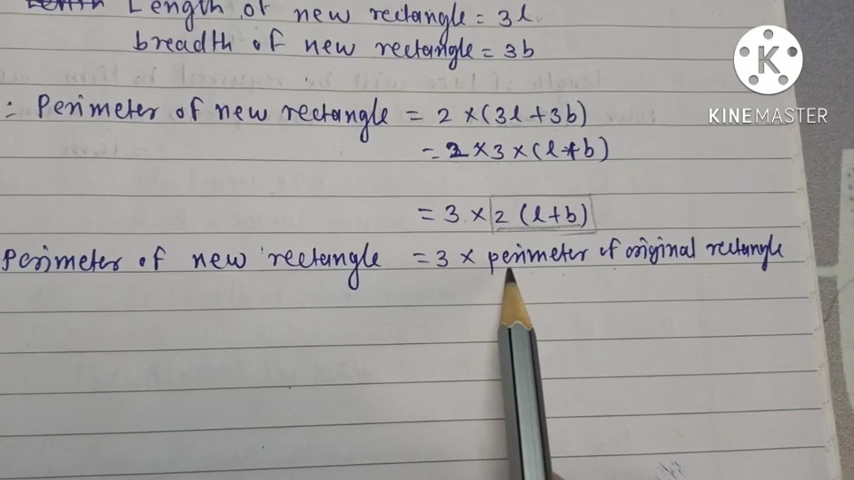 Length of new rectangle = 3l
breadth of new rectangle = 3b
K
KINEMASTER
: Perimeter of new rectangle = 2 × (3l + 3b)
= 2 × 3 × (l + b)
= 3 × 2 (l + b)
Perimeter of new rectangle = 3 × perimeter of original rectangle